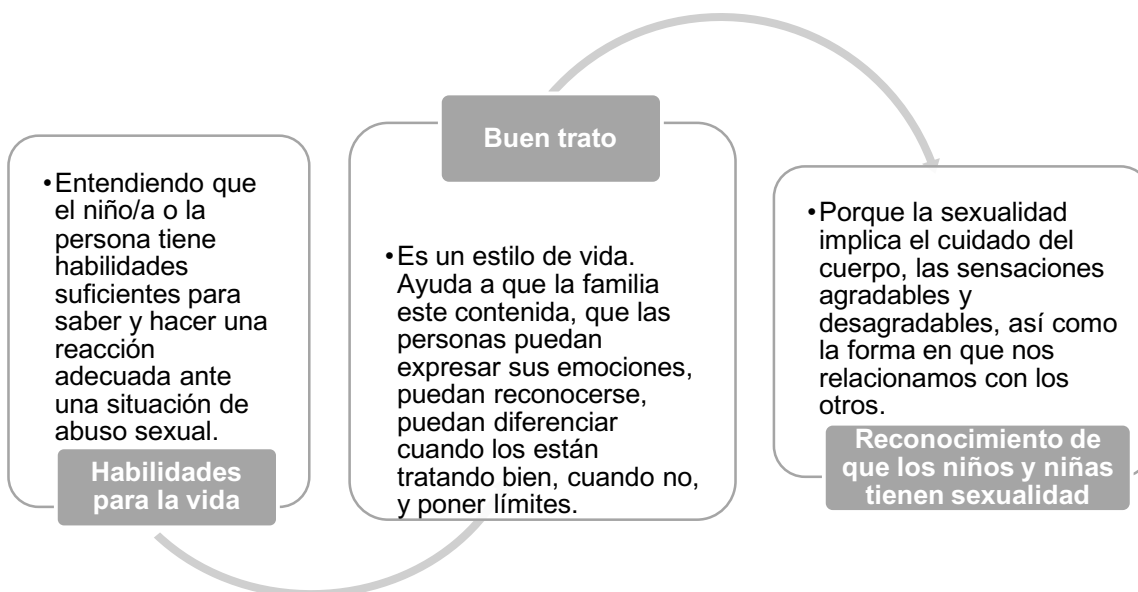 •Entendiendo que
el niño/a o la
persona tiene
habilidades
suficientes para
saber y hacer una
reacción
adecuada ante
una situación de
abuso sexual.
Habilidades
para la vida
Buen trato
•Es un estilo de vida.
Ayuda a que la familia
este contenida, que las
personas puedan
expresar sus emociones,
puedan reconocerse,
puedan diferenciar
cuando los están
tratando bien, cuando no,
y poner límites.
•Porque la sexualidad
implica el cuidado del
cuerpo, las sensaciones
agradables y
desagradables, así como
la forma en que nos
relacionamos con los
otros.
Reconocimiento de
que los niños y niñas
tienen sexualidad